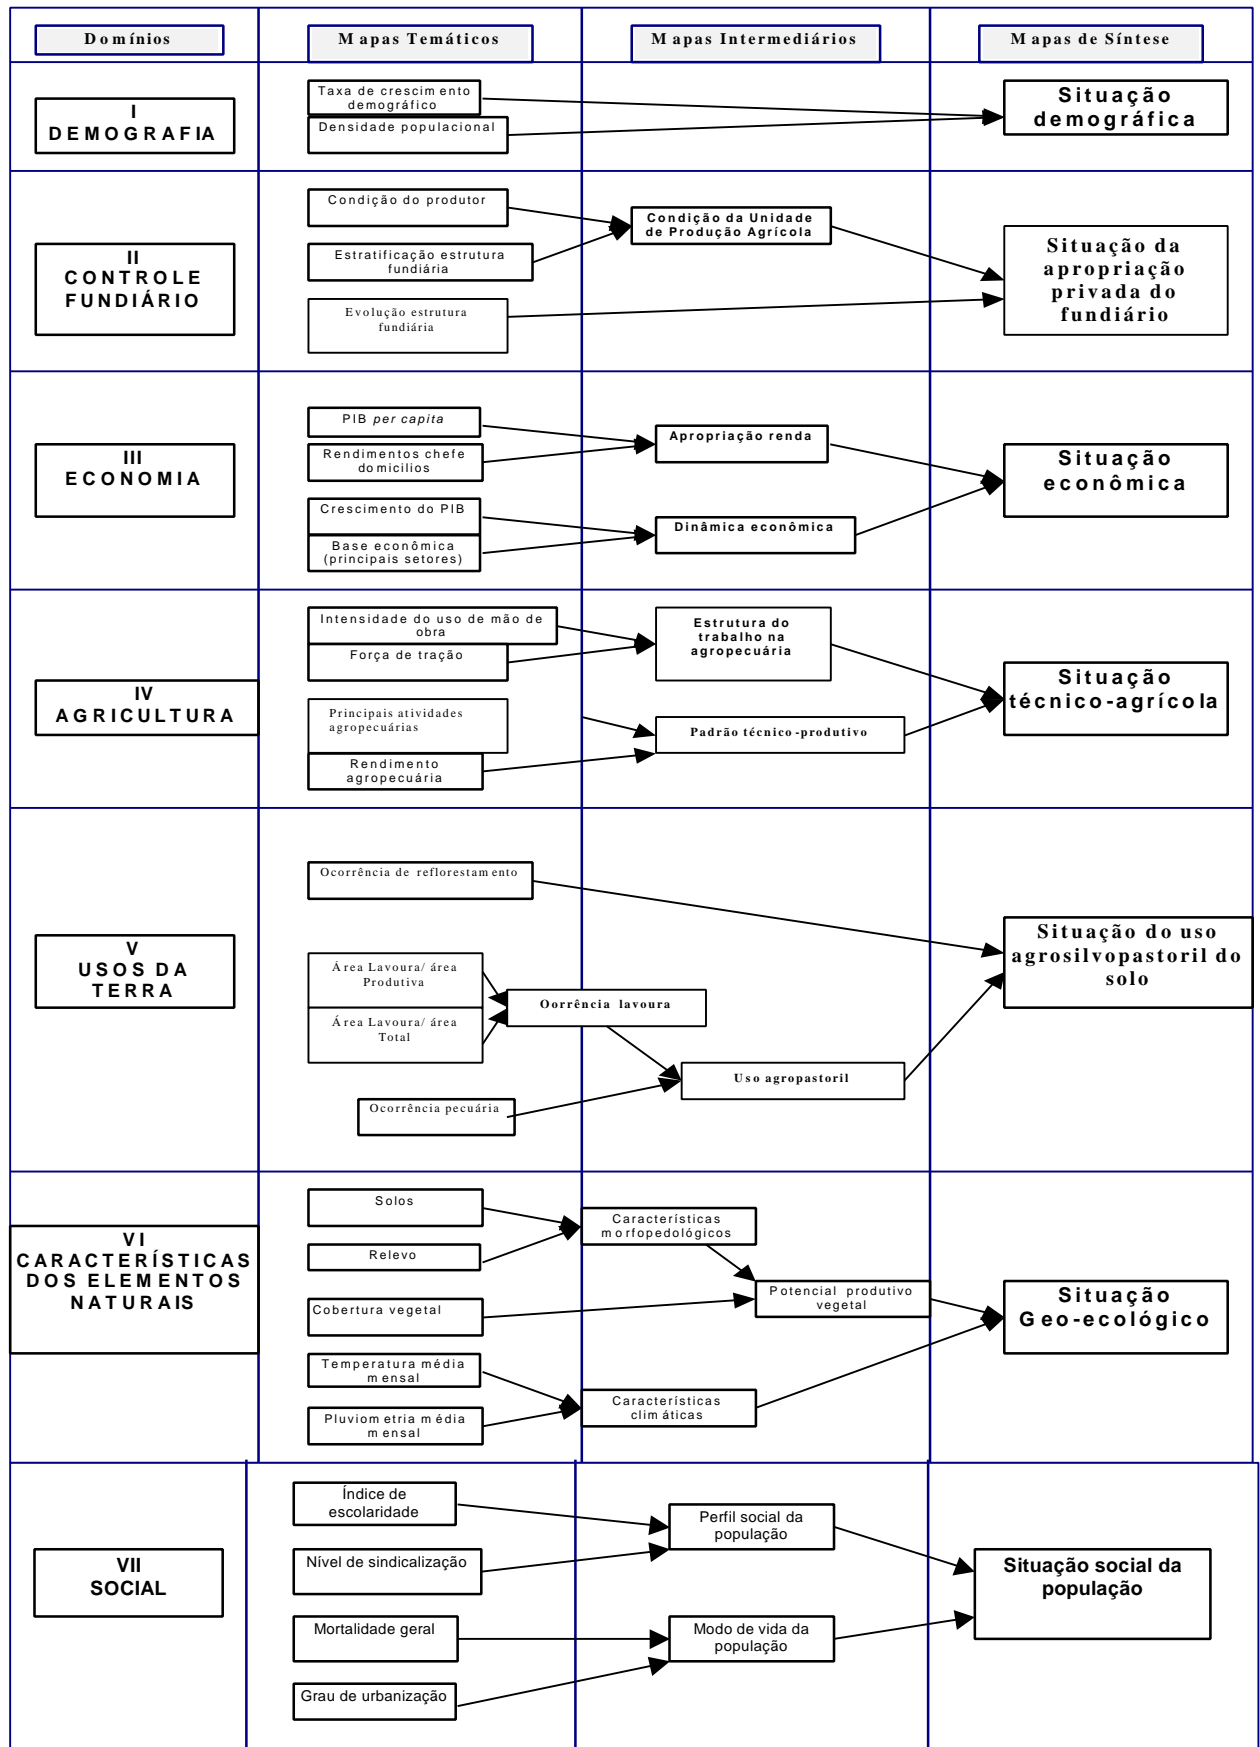 Domínios
Mapas Temáticos
Mapas Intermediários
Mapas de Síntese
I
DEMOGRAFIA
Taxa de crescimento
demográfico
Densidade populacional
Situação
demográfica
II
CONTROLE
FUNDIÁRIO
Condição do produtor
Estratificação estrutura
fundiária
Evolução estrutura
fundiária
Condição da Unidade
de Produção Agrícola
Situação da
apropriação
privada do
fundiário
III
ECONOMIA
PIB per capita
Rendimentos chefe
domicilios
Crescimento do PIB
Base econômica
(principais setores)
Apropriação renda
Dinâmica econômica
Situação
econômica
IV
AGRICULTURA
Intensidade do uso de mão de
obra
Força de tração
Principais atividades
agropecuárias
Rendimento
agropecuária
Estrutura do
trabalho na
agropecuária
Padrão técnico-produtivo
Situação
técnico-agrícola
V
USOS DA
TERRA
Ocorrência de reflorestamento
Área Lavoura/ área
Produtiva
Área Lavoura/ área
Total
Ocorrência pecuária
Oorrência lavoura
Uso agropastoril
Situação do uso
agrosilvopastoril do
solo
VI
CARACTERÍSTICAS
DOS ELEMENTOS
NATURAIS
Solos
Relevo
Cobertura vegetal
Temperatura média
mensal
Pluviometria média
mensal
Características
morfopedológicos
Potencial produtivo
vegetal
Características
climáticas
Situação
Geo-ecológico
VII
SOCIAL
Índice de
escolaridade
Nível de sindicalização
Mortalidade geral
Grau de urbanização
Perfil social da
população
Modo de vida da
população
Situação social da
população